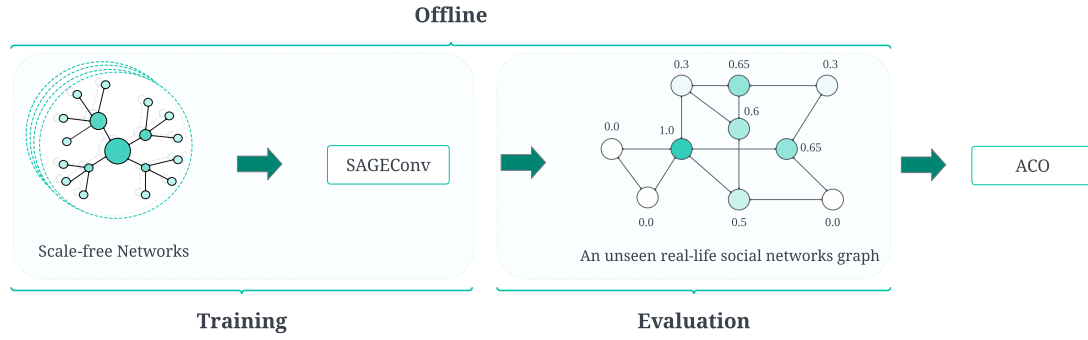 Offline
0.3
0.65
0.3
0.6
0.0
1.0
0.65
SAGEConv
ACO
0.0
0.5
0.0
Scale-free Networks
An unseen real-life social networks graph
Training
Evaluation